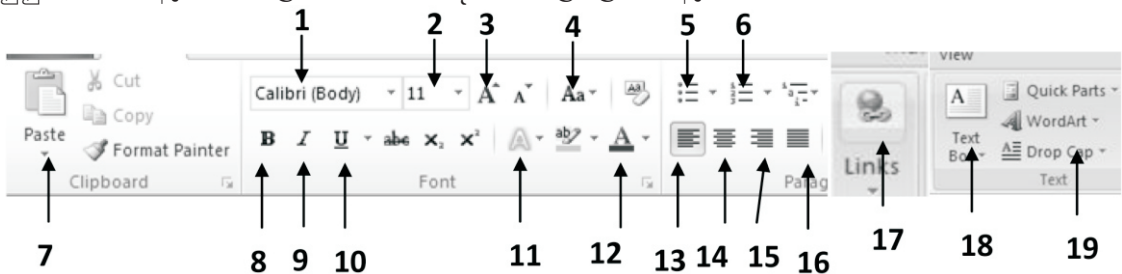 1 2 3 4 5 6
View
Cut
Calibri (Body) 11 A A Aa
A Quick Parts
Copy
WordArt
Paste Format Painter
B I U abc X₂ X² A ab A
Text
Links
Drop Cap
Clipboard Font
Text
7 8 9 10 11 12 13 14 15 16 17 18 19